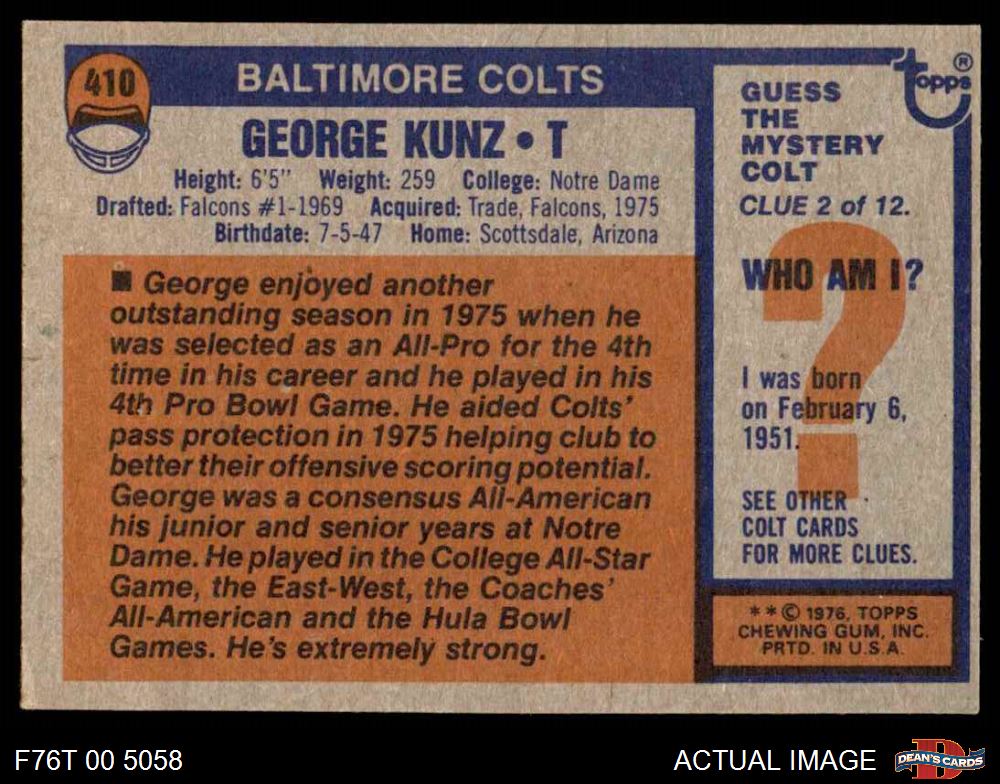 410
BALTIMORE COLTS
GEORGE KUNZ • T
Height: 6'5" Weight: 259 College: Notre Dame
Drafted: Falcons #1-1969 Acquired: Trade, Falcons, 1975
Birthdate: 7-5-47 Home: Scottsdale, Arizona
■ George enjoyed another
outstanding season in 1975 when he
was selected as an All-Pro for the 4th
time in his career and he played in his
4th Pro Bowl Game. He aided Colts'
pass protection in 1975 helping club to
better their offensive scoring potential.
George was a consensus All-American
his junior and senior years at Notre
Dame. He played in the College All-Star
Game, the East-West, the Coaches'
All-American and the Hula Bowl
Games. He's extremely strong.
Topps ®
GUESS
THE
MYSTERY
COLT
CLUE 2 of 12.
?
WHO AM I?
I was born
on February 6,
1951.
SEE OTHER
COLT CARDS
FOR MORE CLUES.
* * © 1976, TOPPS
CHEWING GUM, INC.
PRTD. IN U.S.A.
F76T 00 5058
ACTUAL IMAGE
D
DEAN'S CARDS